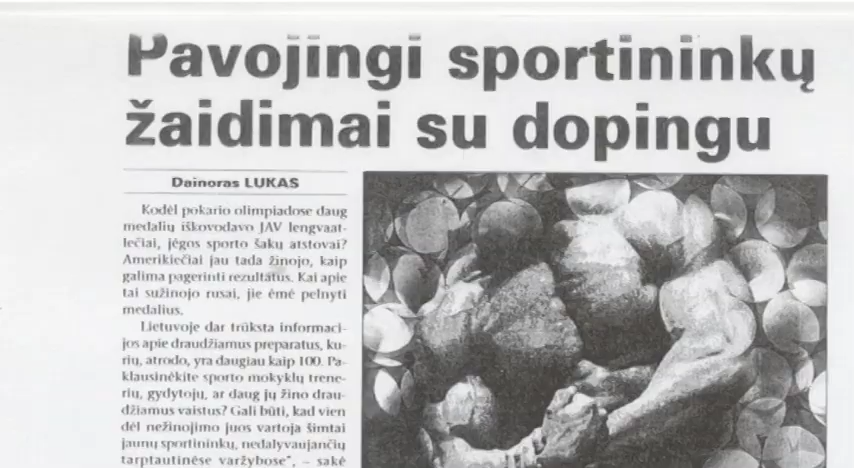 Pavojingi sportininkų
žaidimai su dopingu
Dainoras LUKAS
Kodėl pokario olimpiadose daug
medalių iškovodavo JAV lengvaat-
lečiai, jėgos sporto šakų atstovai?
Amerikiečiai jau tada žinojo, kaip
galima pagerinti rezultatus. Kai apie
tai sužinojo rusai, jie ėmė pelnyti
medalius.
Lietuvoje dar trūksta informaci-
jos apie draudžiamus preparatus, ku-
rių, atrodo, yra daugiau kaip 100. Pa-
klausinėkite sporto mokyklų trene-
rių, gydytojų, ar daug jų žino drau-
džiamus vaistus? Gali būti, kad vien
dėl nežinojimo juos vartoja šimtai
jaunų sportininkų, nedalyvaujančių
tarptautinėse varžybose", – sakė